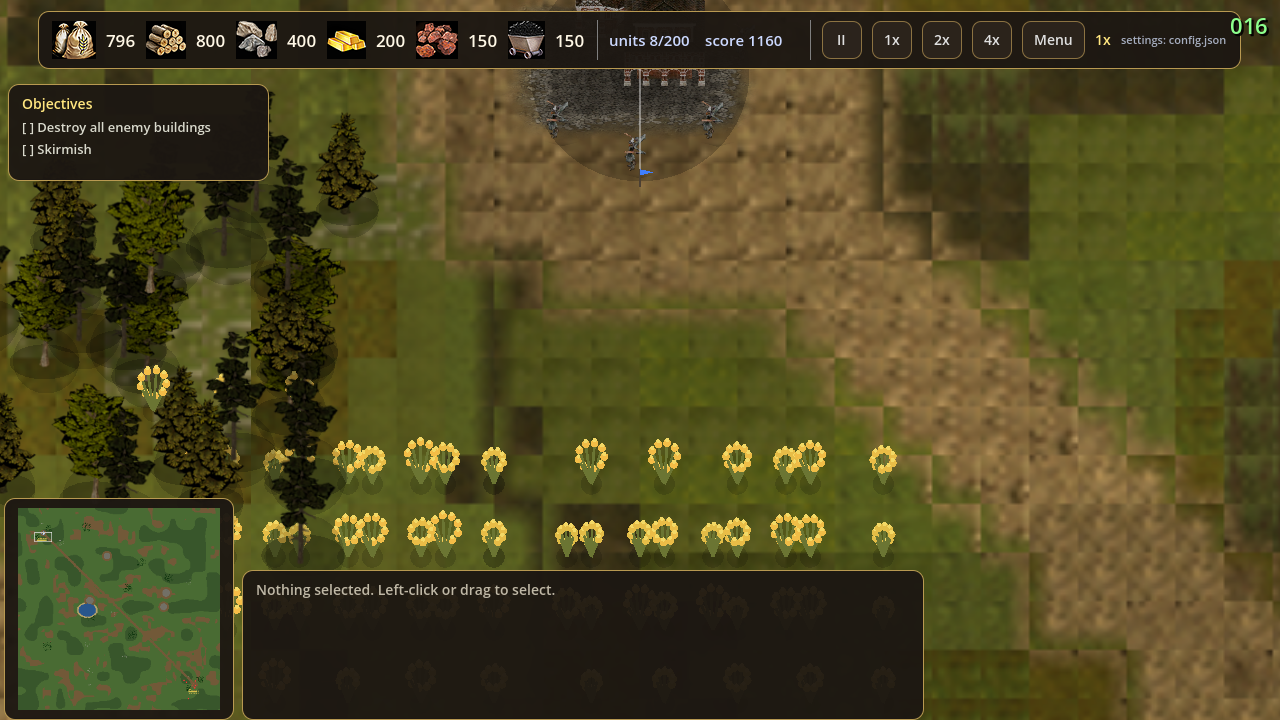 796 800 400 200 150 150 units 8/200 score 1160 II 1x 2x 4x Menu 1x settings: config.json 016
Objectives
[ ] Destroy all enemy buildings
[ ] Skirmish
Nothing selected. Left-click or drag to select.